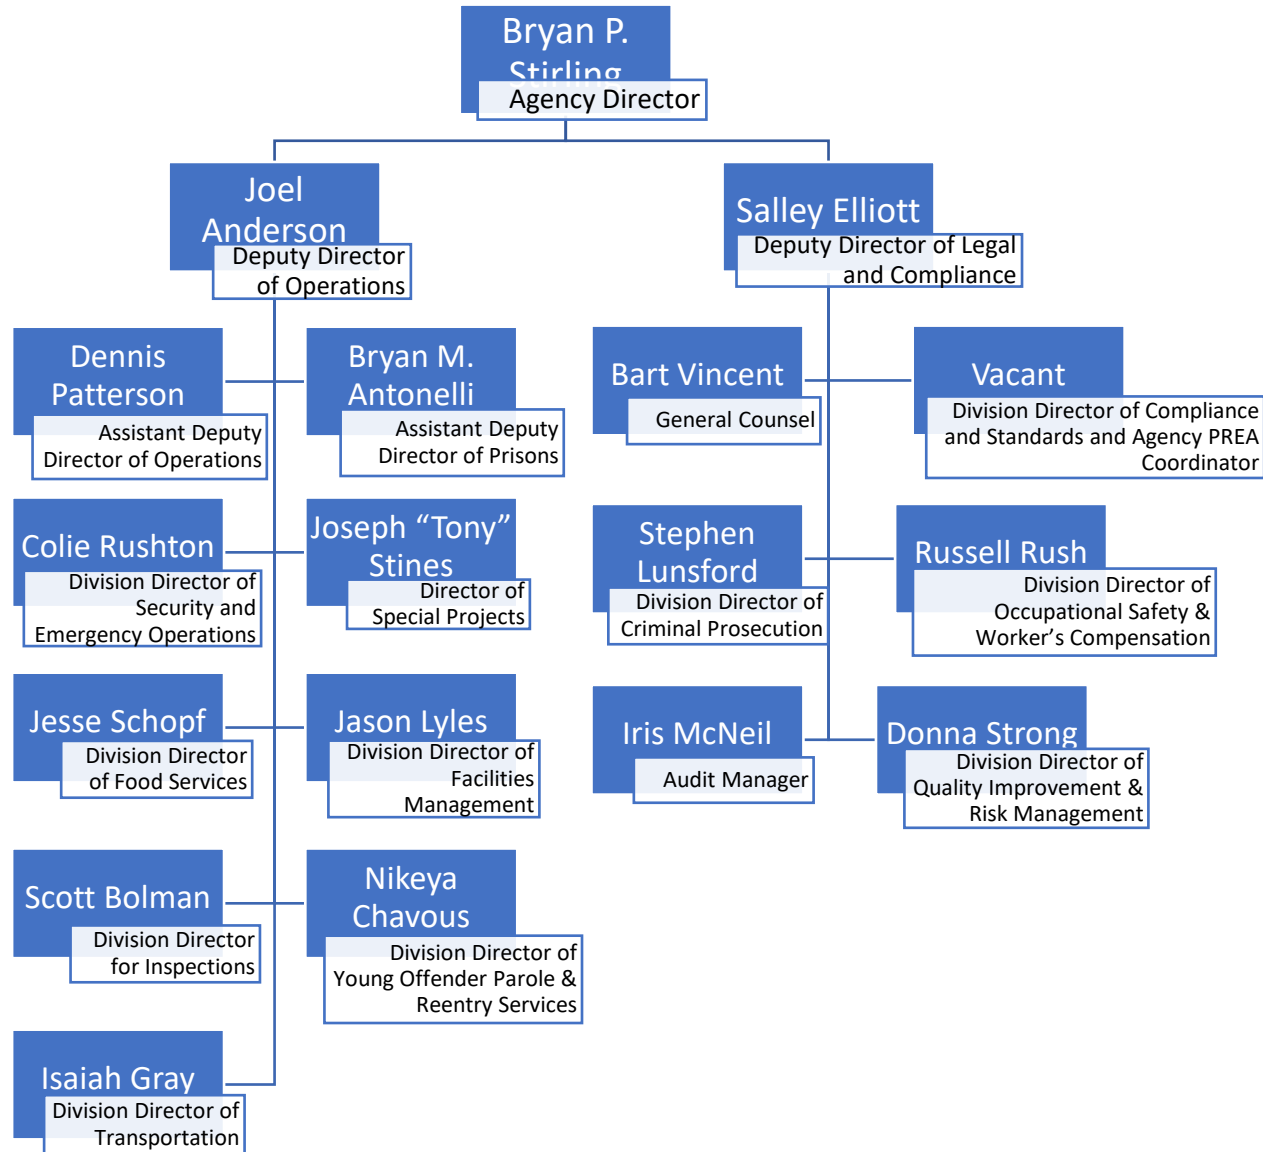 Bryan P.
Stirling
Agency Director
Joel
Anderson
Deputy Director
of Operations
Salley Elliott
Deputy Director of Legal
and Compliance
Dennis
Patterson
Assistant Deputy
Director of Operations
Bryan M.
Antonelli
Assistant Deputy
Director of Prisons
Bart Vincent
General Counsel
Vacant
Division Director of Compliance
and Standards and Agency PREA
Coordinator
Colie Rushton
Division Director of
Security and
Emergency Operations
Joseph “Tony”
Stines
Director of
Special Projects
Stephen
Lunsford
Division Director of
Criminal Prosecution
Russell Rush
Division Director of
Occupational Safety &
Worker’s Compensation
Jesse Schopf
Division Director
of Food Services
Jason Lyles
Division Director of
Facilities
Management
Iris McNeil
Audit Manager
Donna Strong
Division Director of
Quality Improvement &
Risk Management
Scott Bolman
Division Director
for Inspections
Nikeya
Chavous
Division Director of
Young Offender Parole &
Reentry Services
Isaiah Gray
Division Director of
Transportation